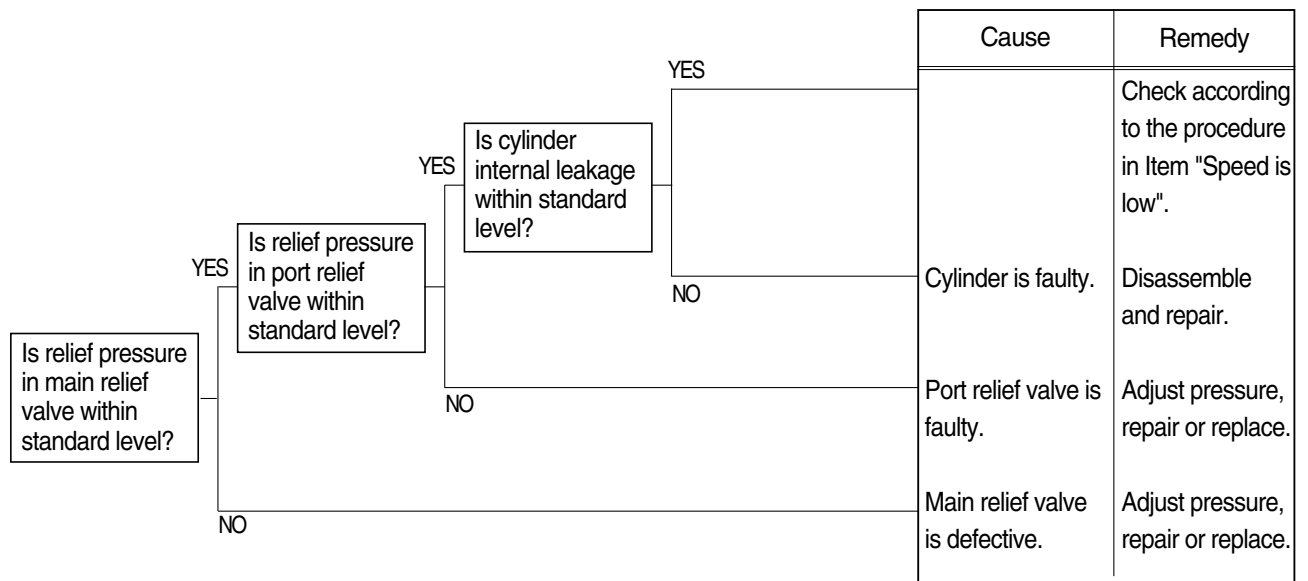 Cause
Remedy
YES
Check according
to the procedure
in Item "Speed is
low".
Is cylinder
internal leakage
within standard
level?
YES
Is relief pressure
in port relief
valve within
standard level?
YES
NO
Cylinder is faulty.
Disassemble
and repair.
Is relief pressure
in main relief
valve within
standard level?
NO
Port relief valve is
faulty.
Adjust pressure,
repair or replace.
NO
Main relief valve
is defective.
Adjust pressure,
repair or replace.